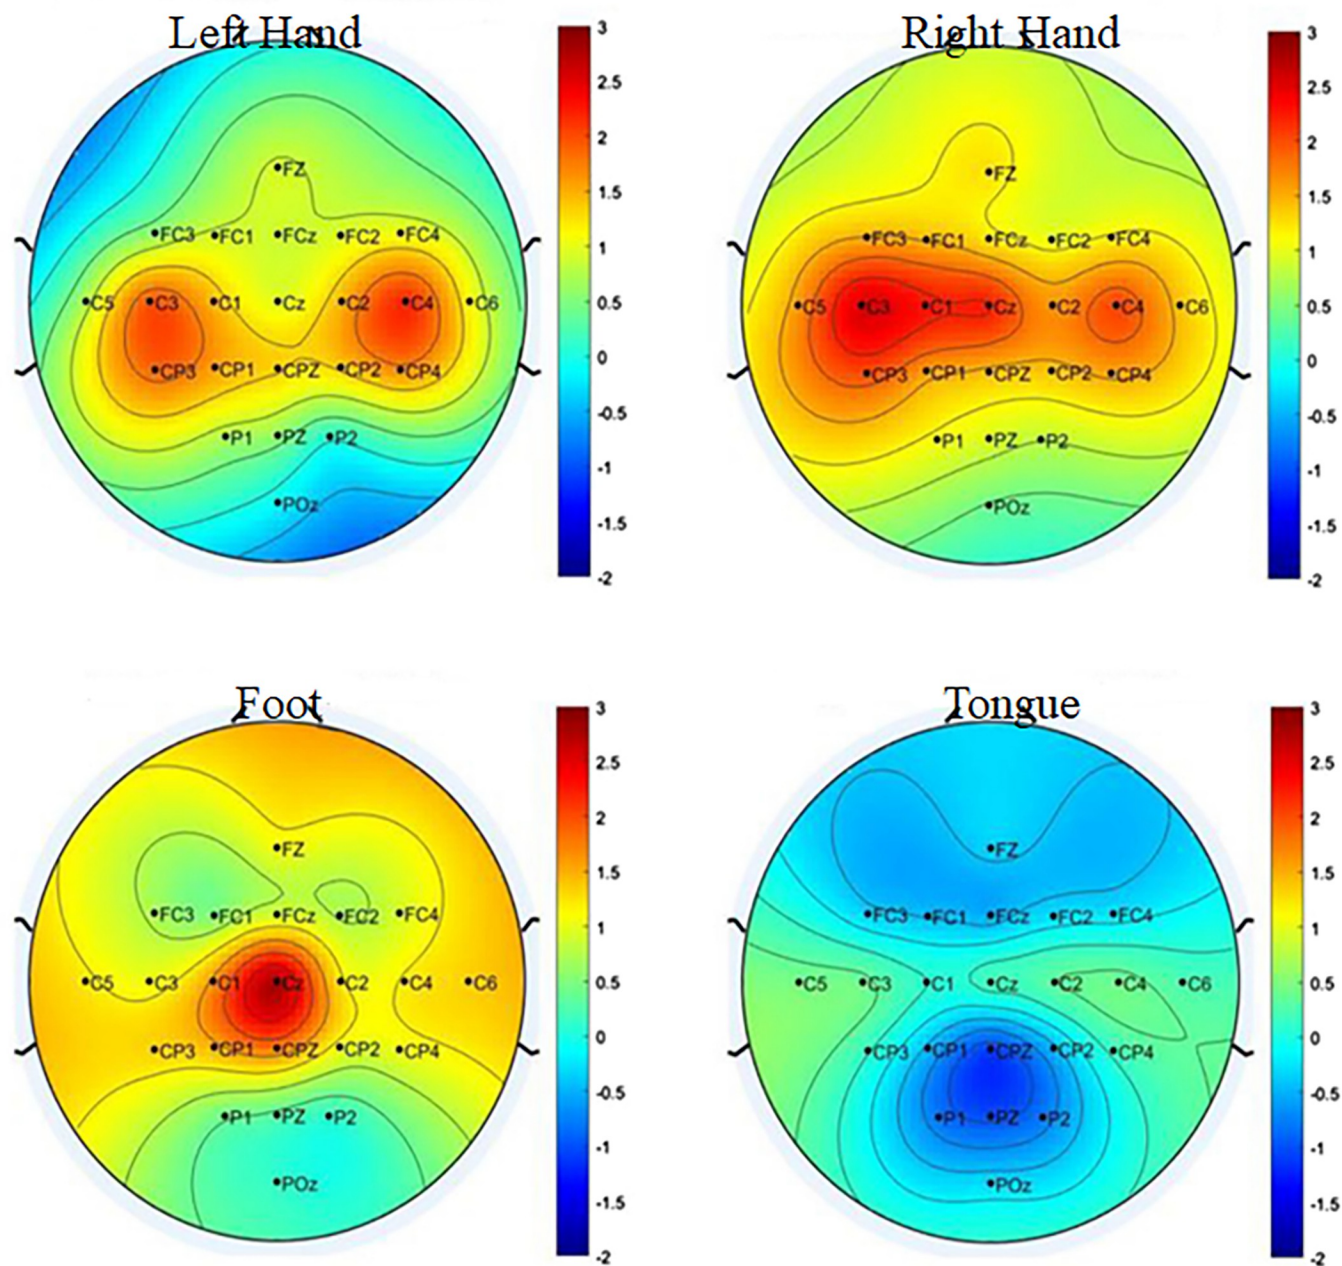 Left Hand
3
2.5
2
1.5
1
0.5
0
-0.5
-1
-1.5
-2
FZ
FC3 FC1 FCz FC2 FC4
C5 C3 C1 Cz C2 C4 C6
CP3 CP1 CPZ CP2 CP4
P1 PZ P2
POz
Right Hand
3
2.5
2
1.5
1
0.5
0
-0.5
-1
-1.5
-2
FZ
FC3 FC1 FCz FC2 FC4
C5 C3 C1 Cz C2 C4 C6
CP3 CP1 CPZ CP2 CP4
P1 PZ P2
POz
Foot
3
2.5
2
1.5
1
0.5
0
-0.5
-1
-1.5
-2
FZ
FC3 FC1 FCz FC2 FC4
C5 C3 C1 Cz C2 C4 C6
CP3 CP1 CPZ CP2 CP4
P1 PZ P2
POz
Tongue
3
2.5
2
1.5
1
0.5
0
-0.5
-1
-1.5
-2
FZ
FC3 FC1 FCz FC2 FC4
C5 C3 C1 Cz C2 C4 C6
CP3 CP1 CPZ CP2 CP4
P1 PZ P2
POz